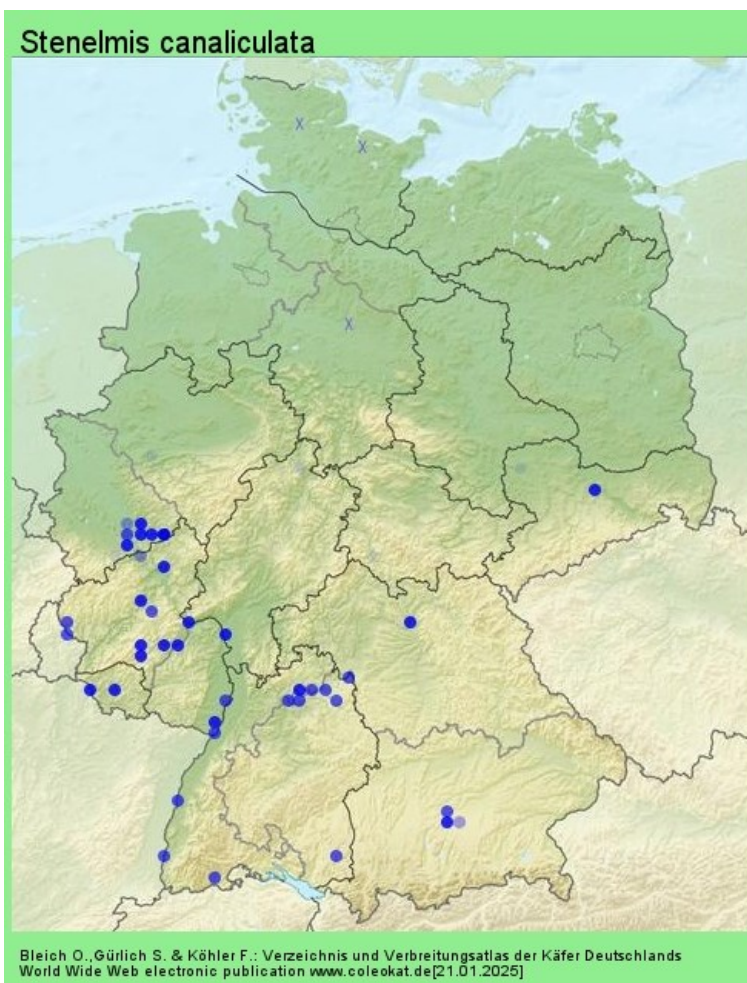 Stenelmis canaliculata
Bleich O.,Gürlich S. & Köhler F.: Verzeichnis und Verbreitungsatlas der Käfer Deutschlands
World Wide Web electronic publication www.coleokat.de[21.01.2025]